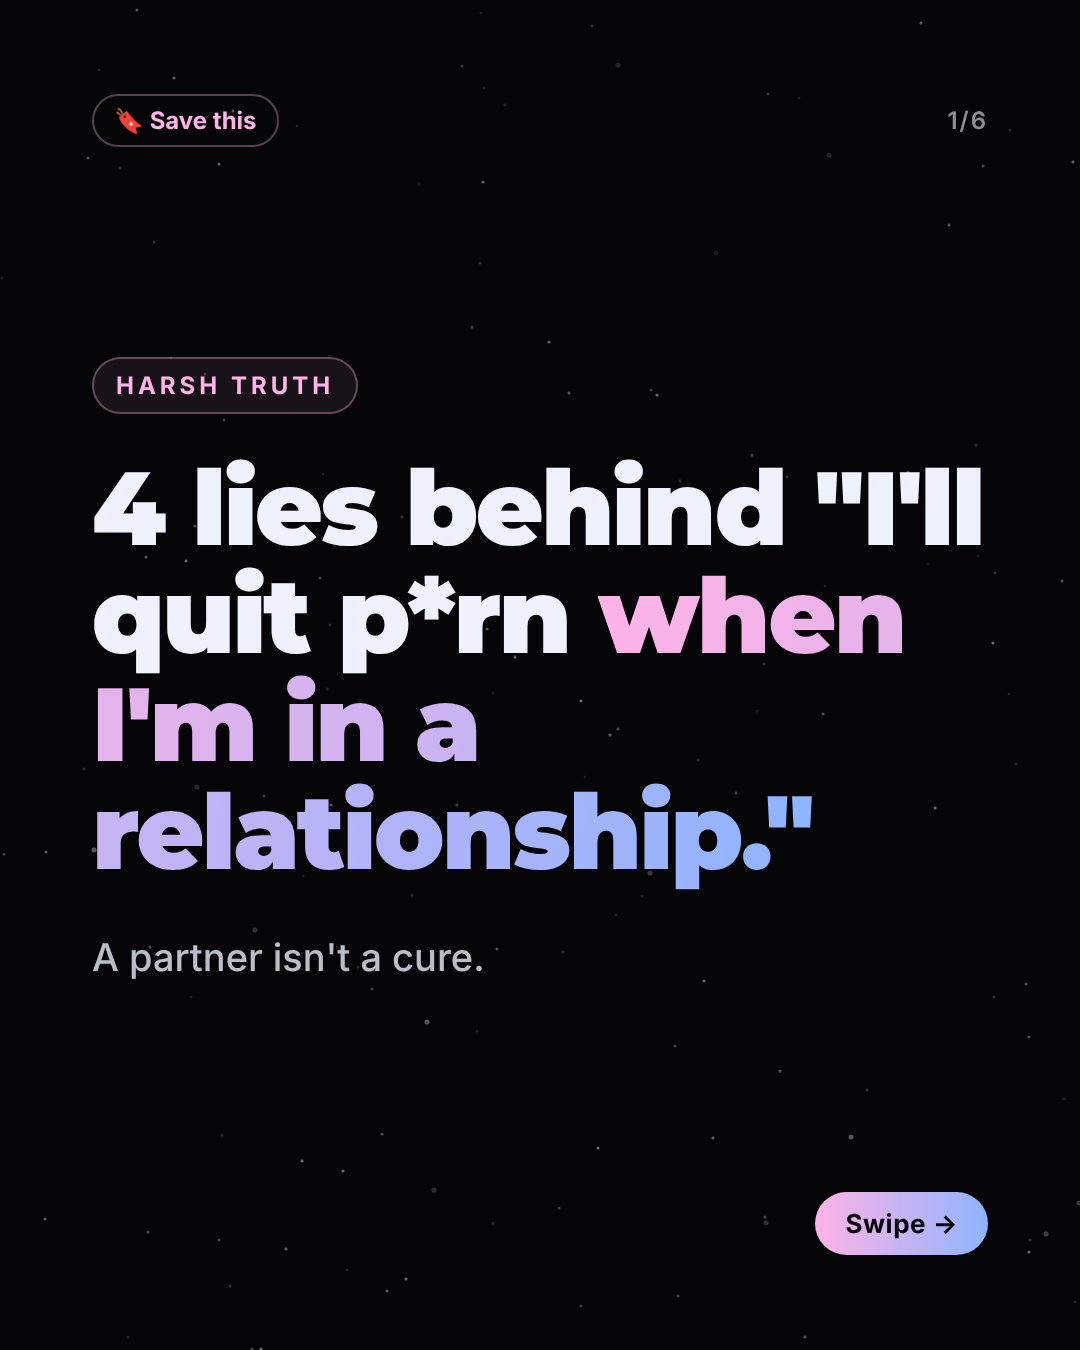 🔖 Save this
1/6
HARSH TRUTH
4 lies behind "I'll
quit p*rn when
I'm in a
relationship."
A partner isn't a cure.
Swipe →